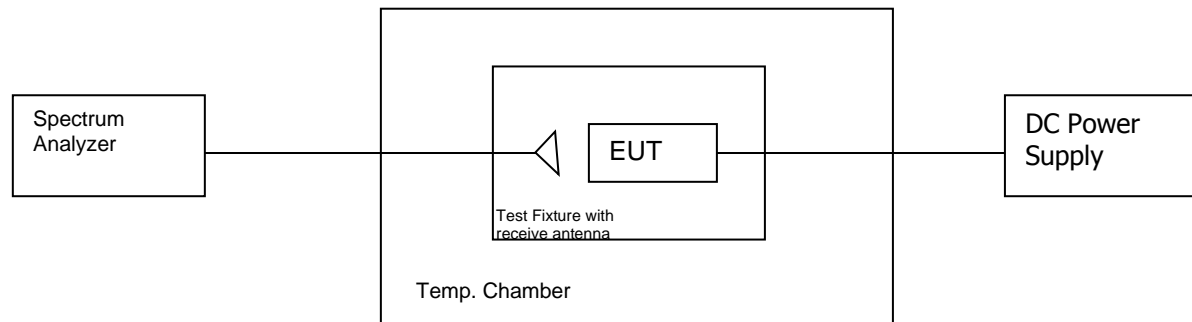 Spectrum
Analyzer
EUT
Test Fixture with
receive antenna
Temp. Chamber
DC Power
Supply